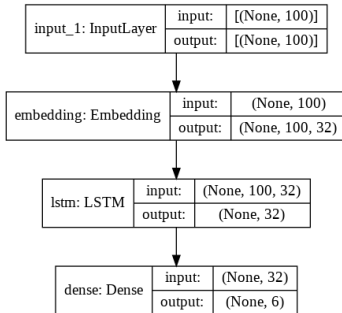 input_1: InputLayer
input: [(None, 100)]
output: [(None, 100)]
embedding: Embedding
input: (None, 100)
output: (None, 100, 32)
lstm: LSTM
input: (None, 100, 32)
output: (None, 32)
dense: Dense
input: (None, 32)
output: (None, 6)